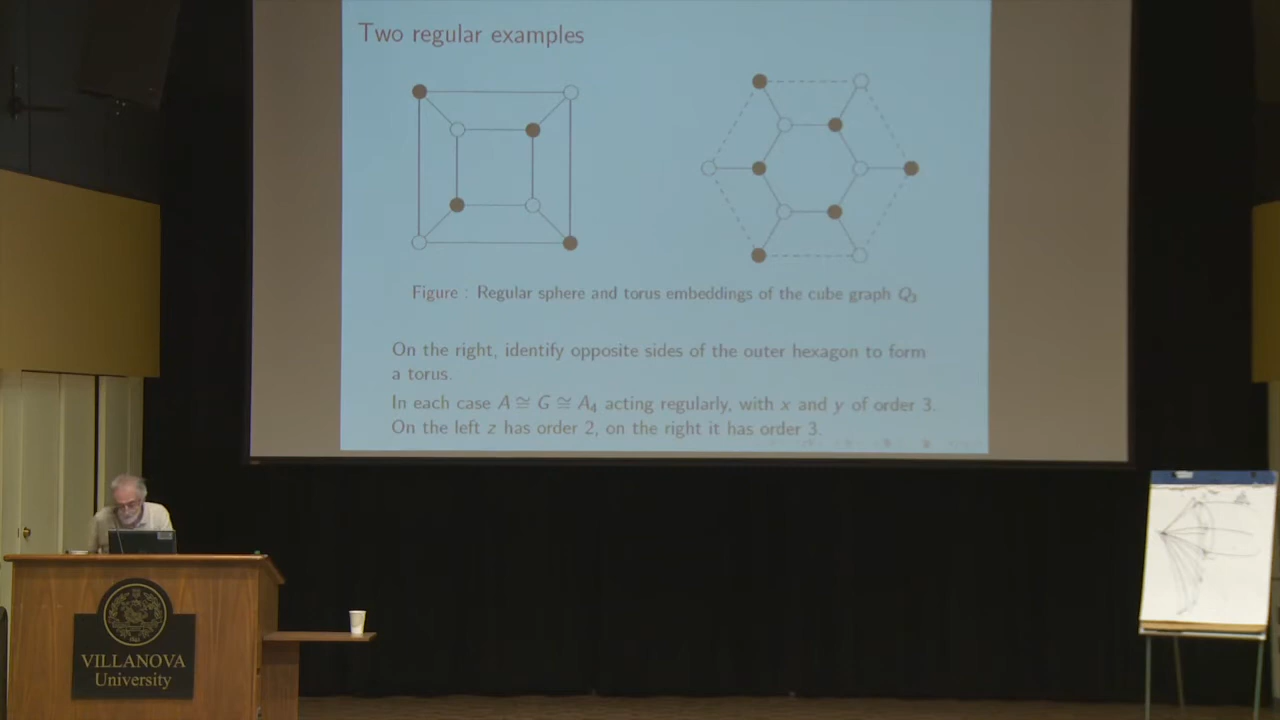 Two regular examples
Figure : Regular sphere and torus embeddings of the cube graph Q₃
On the right, identify opposite sides of the outer hexagon to form
a torus.
In each case A ≅ G ≅ A₄ acting regularly, with x and y of order 3.
On the left z has order 2, on the right it has order 3.
VILLANOVA
University